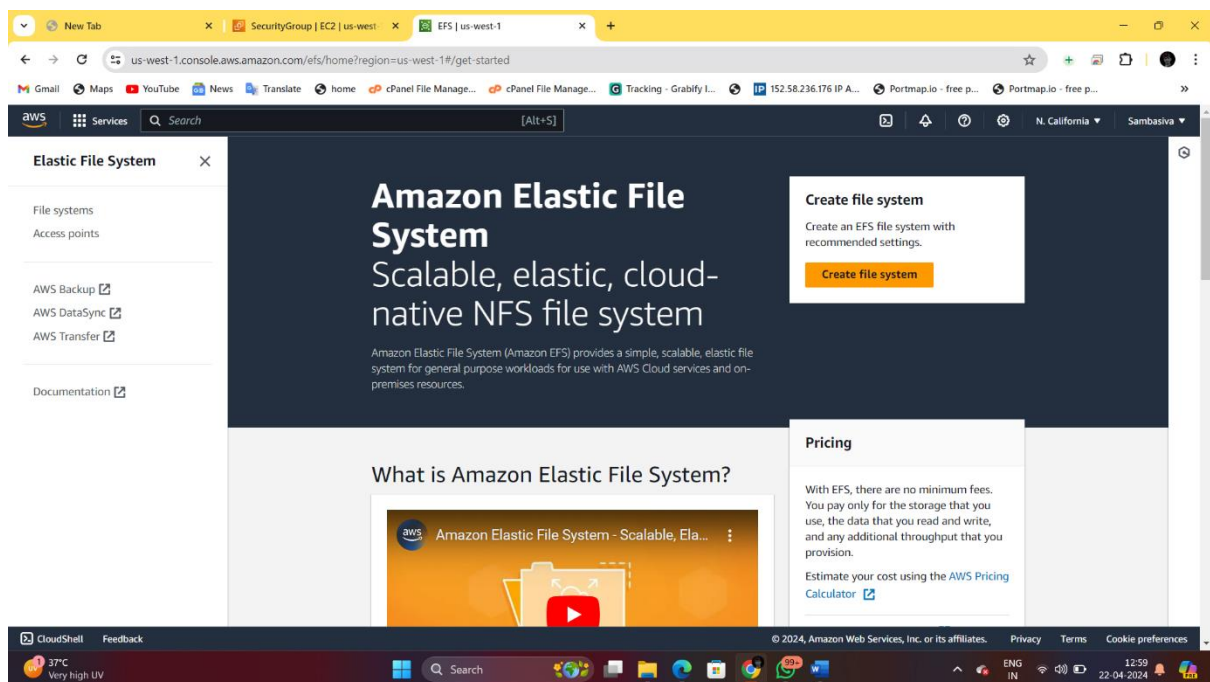 New Tab
SecurityGroup | EC2 | us-west-
EFS | us-west-1
us-west-1.console.aws.amazon.com/efs/home?region=us-west-1#/get-started
Gmail Maps YouTube News Translate home cPanel File Manage... cPanel File Manage... Tracking - Grabify I... IP 152.58.236.176 IP A... Portmap.io - free p... Portmap.io - free p... »
aws Services Search [Alt+S] N. California Sambasiva
Elastic File System
File systems
Access points
AWS Backup
AWS DataSync
AWS Transfer
Documentation
Amazon Elastic File
System
Scalable, elastic, cloud-
native NFS file system
Amazon Elastic File System (Amazon EFS) provides a simple, scalable, elastic file
system for general purpose workloads for use with AWS Cloud services and on-
premises resources.
Create file system
Create an EFS file system with
recommended settings.
Create file system
What is Amazon Elastic File System?
aws Amazon Elastic File System - Scalable, Ela...
Pricing
With EFS, there are no minimum fees.
You pay only for the storage that you
use, the data that you read and write,
and any additional throughput that you
provision.
Estimate your cost using the AWS Pricing
Calculator
CloudShell Feedback © 2024, Amazon Web Services, Inc. or its affiliates. Privacy Terms Cookie preferences
37°C
Very high UV
Search
99+
ENG
IN
12:59
22-04-2024